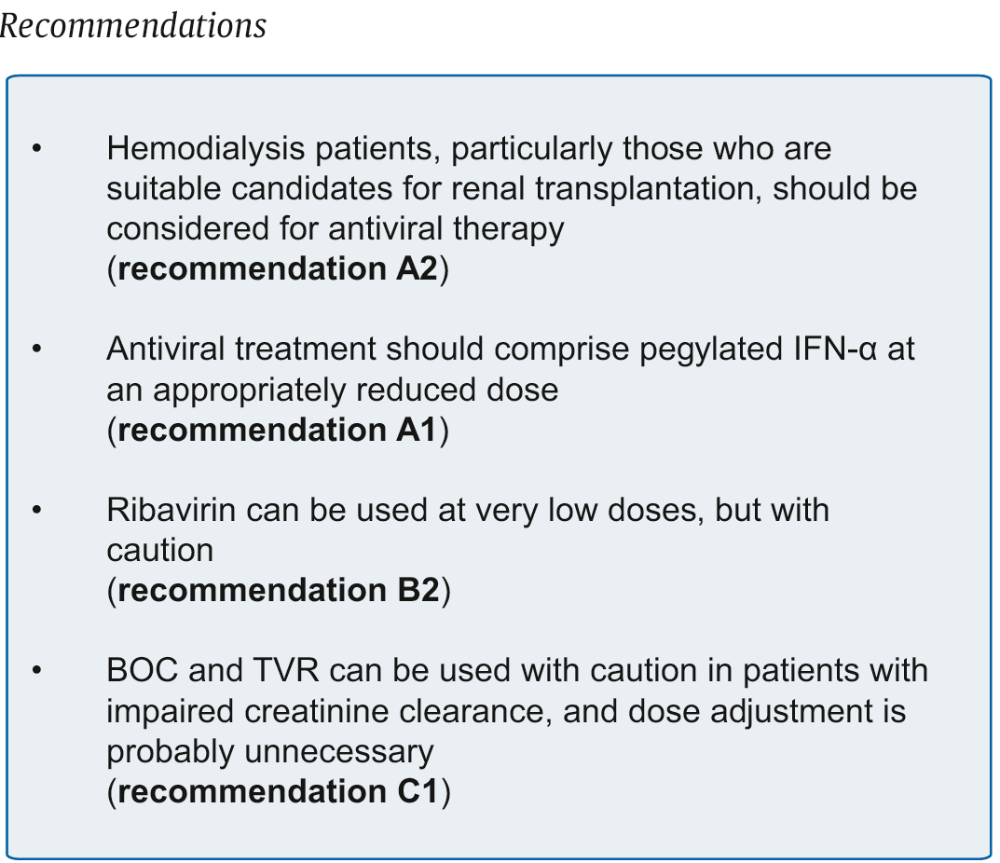 Recommendations
• Hemodialysis patients, particularly those who are
suitable candidates for renal transplantation, should be
considered for antiviral therapy
(recommendation A2)
• Antiviral treatment should comprise pegylated IFN-α at
an appropriately reduced dose
(recommendation A1)
• Ribavirin can be used at very low doses, but with
caution
(recommendation B2)
• BOC and TVR can be used with caution in patients with
impaired creatinine clearance, and dose adjustment is
probably unnecessary
(recommendation C1)